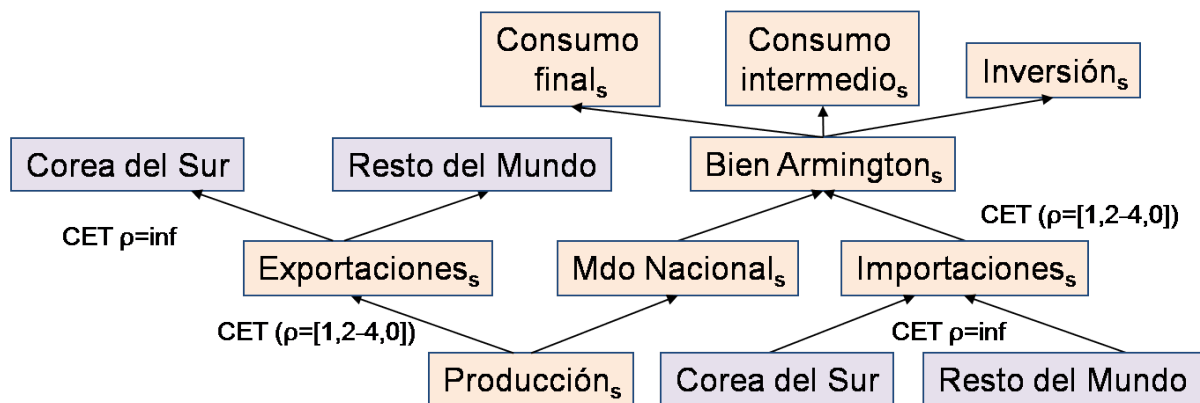 Consumo
final s
Consumo
intermedio s
Inversión s
Corea del Sur
Resto del Mundo
Bien Armington s
CET ρ=inf
CET (ρ=[1,2-4,0])
Exportaciones s
Mdo Nacional s
Importaciones s
CET (ρ=[1,2-4,0])
CET ρ=inf
Producción s
Corea del Sur
Resto del Mundo